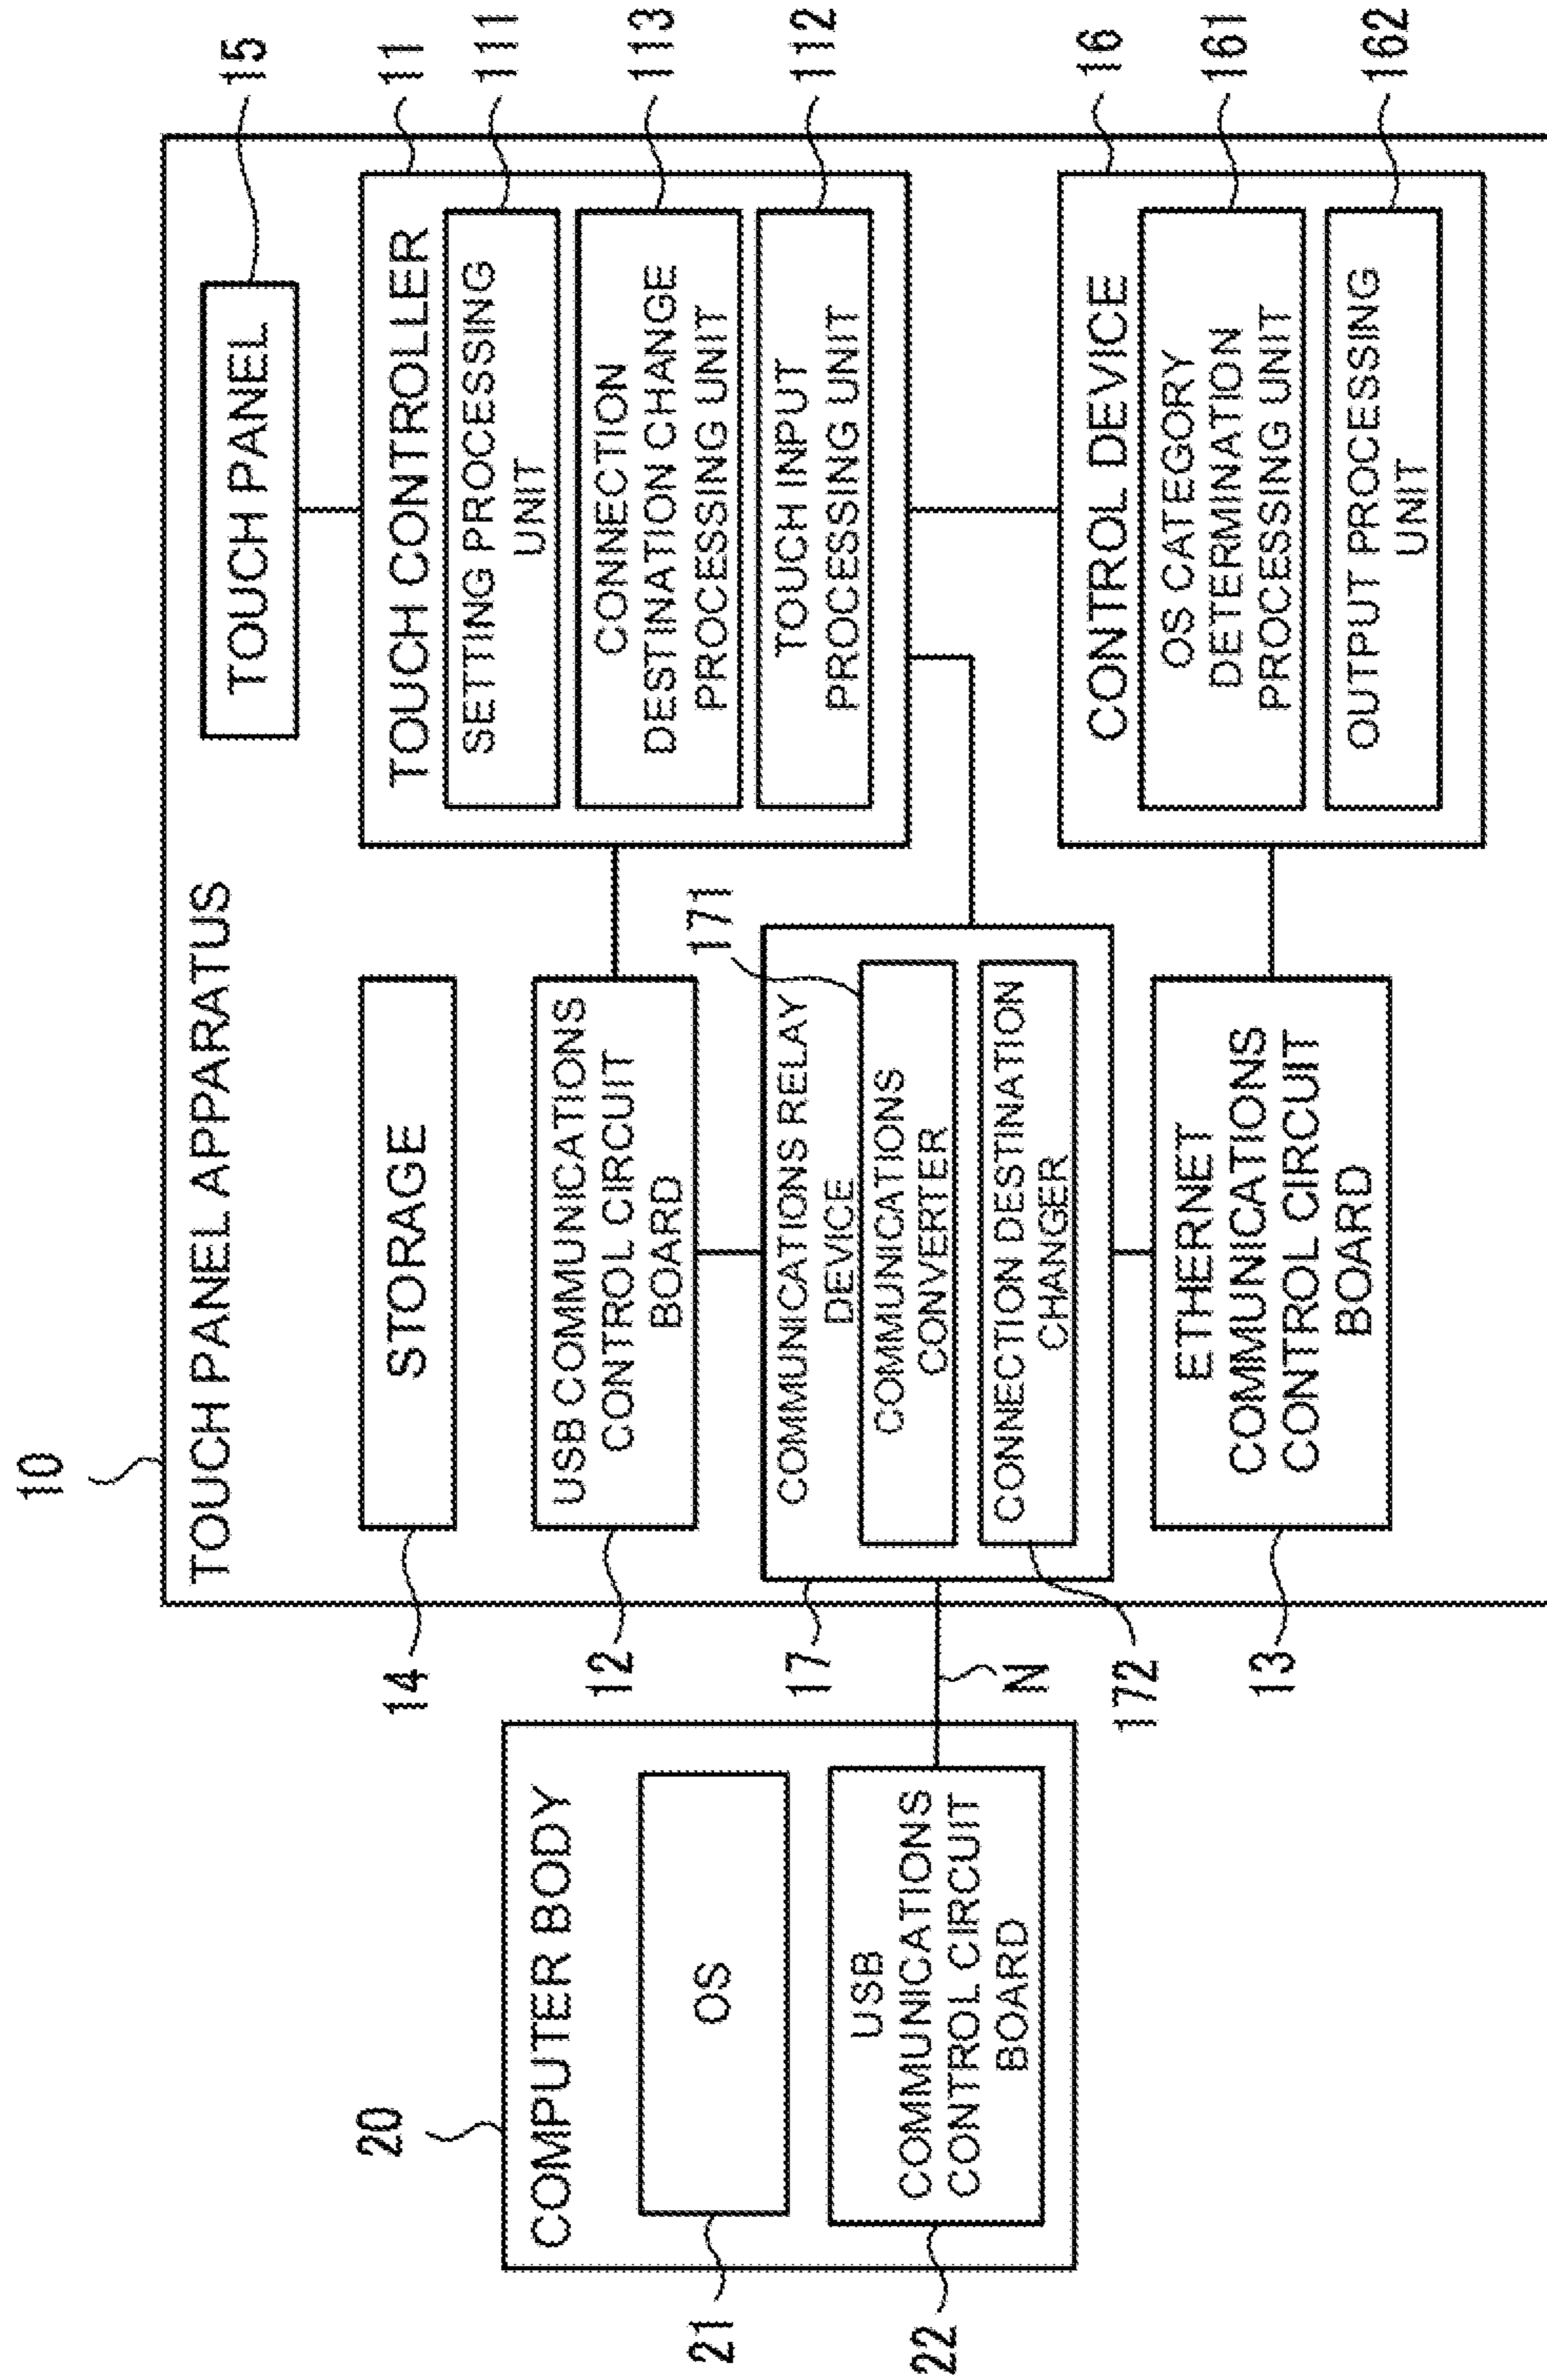 10
TOUCH PANEL APPARATUS
15
TOUCH PANEL
14
STORAGE
11
TOUCH CONTROLLER
111
SETTING PROCESSING
UNIT
113
CONNECTION
DESTINATION CHANGE
PROCESSING UNIT
112
TOUCH INPUT
PROCESSING UNIT
12
USB COMMUNICATIONS
CONTROL CIRCUIT
BOARD
17
COMMUNICATIONS RELAY
DEVICE
171
COMMUNICATIONS
CONVERTER
172
CONNECTION DESTINATION
CHANGER
N
13
ETHERNET
COMMUNICATIONS
CONTROL CIRCUIT
BOARD
16
CONTROL DEVICE
161
OS CATEGORY
DETERMINATION
PROCESSING UNIT
162
OUTPUT PROCESSING
UNIT
20
COMPUTER BODY
21
OS
22
USB
COMMUNICATIONS
CONTROL CIRCUIT
BOARD